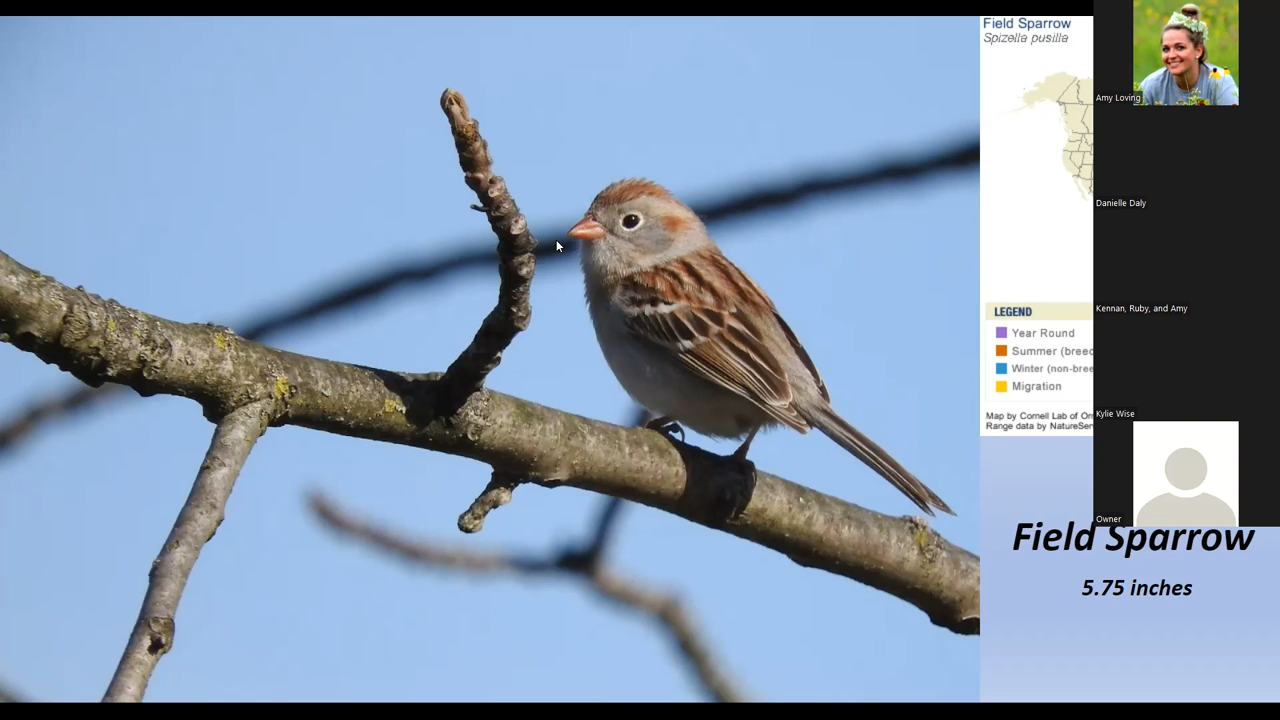 Field Sparrow
Spizella pusilla
LEGEND
Year Round
Summer (breed
Winter (non-bree
Migration
Map by Cornell Lab of Or
Range data by NatureSer
Field Sparrow
5.75 inches
Amy Loving
Danielle Daly
Kennan, Ruby, and Amy
Kylie Wise
Owner